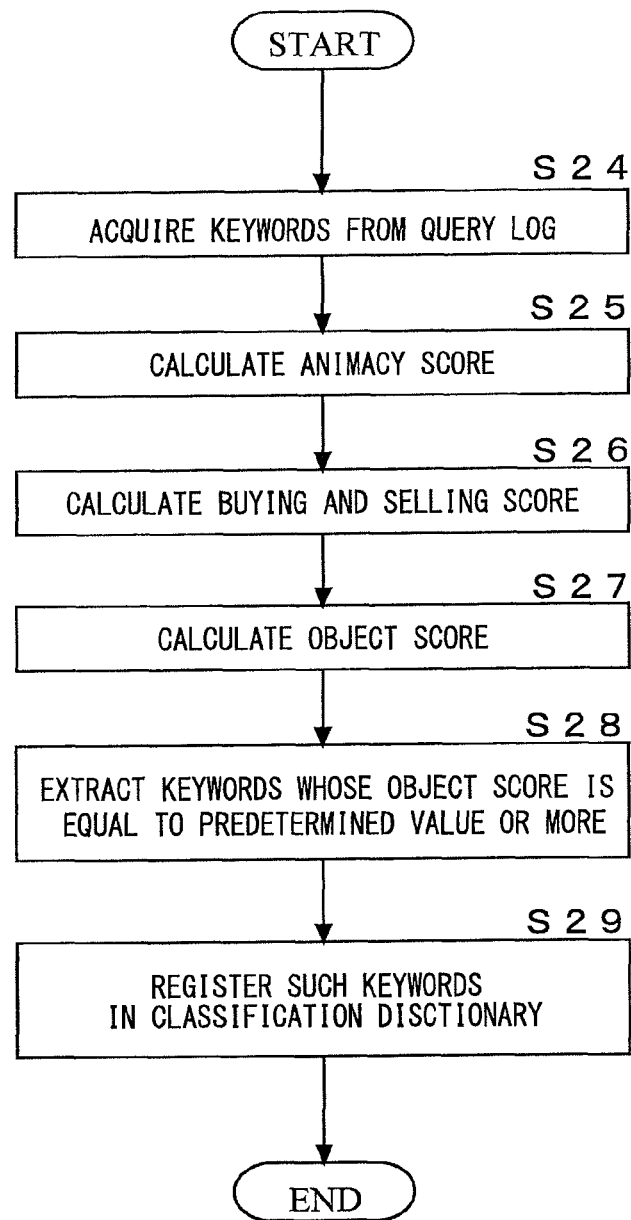 START
S24
ACQUIRE KEYWORDS FROM QUERY LOG
S25
CALCULATE ANIMACY SCORE
S26
CALCULATE BUYING AND SELLING SCORE
S27
CALCULATE OBJECT SCORE
S28
EXTRACT KEYWORDS WHOSE OBJECT SCORE IS
EQUAL TO PREDETERMINED VALUE OR MORE
S29
REGISTER SUCH KEYWORDS
IN CLASSIFICATION DISCTIONARY
END